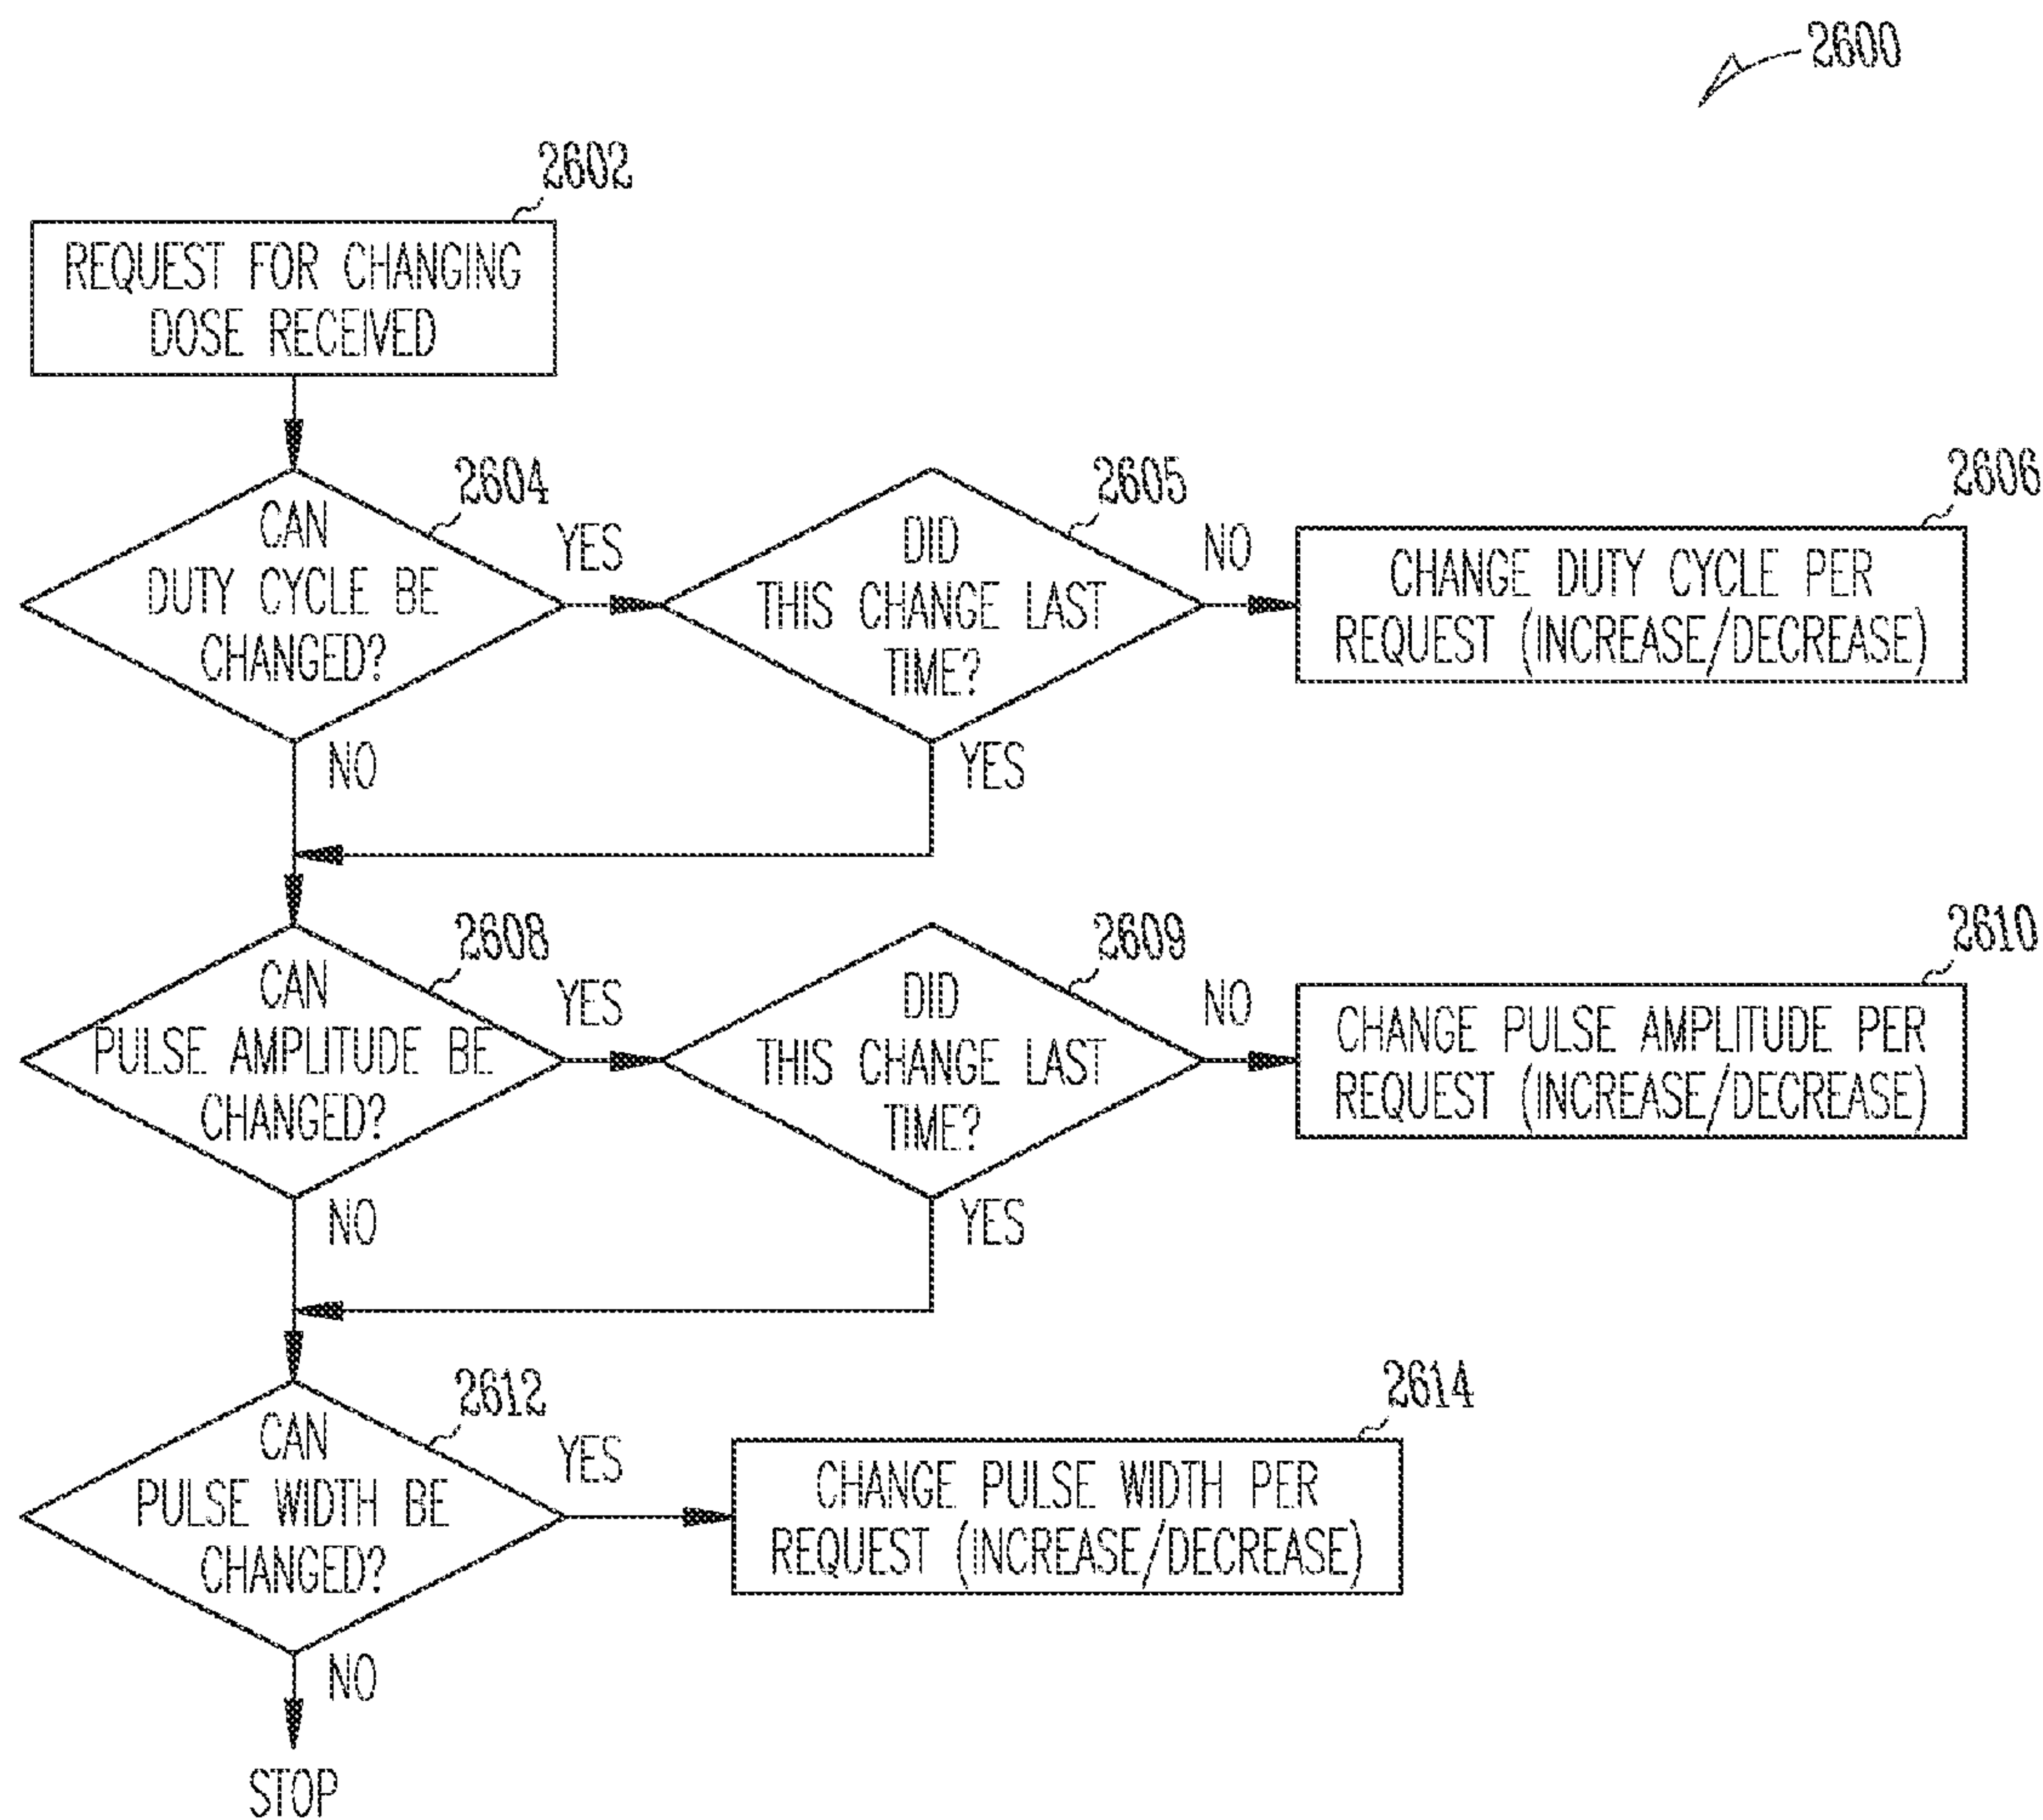 2600
2602
REQUEST FOR CHANGING
DOSE RECEIVED
2604
CAN
DUTY CYCLE BE
CHANGED?
YES
NO
2605
DID
THIS CHANGE LAST
TIME?
NO
YES
2606
CHANGE DUTY CYCLE PER
REQUEST (INCREASE/DECREASE)
2608
CAN
PULSE AMPLITUDE BE
CHANGED?
YES
NO
2609
DID
THIS CHANGE LAST
TIME?
NO
YES
2610
CHANGE PULSE AMPLITUDE PER
REQUEST (INCREASE/DECREASE)
2612
CAN
PULSE WIDTH BE
CHANGED?
YES
NO
2614
CHANGE PULSE WIDTH PER
REQUEST (INCREASE/DECREASE)
STOP